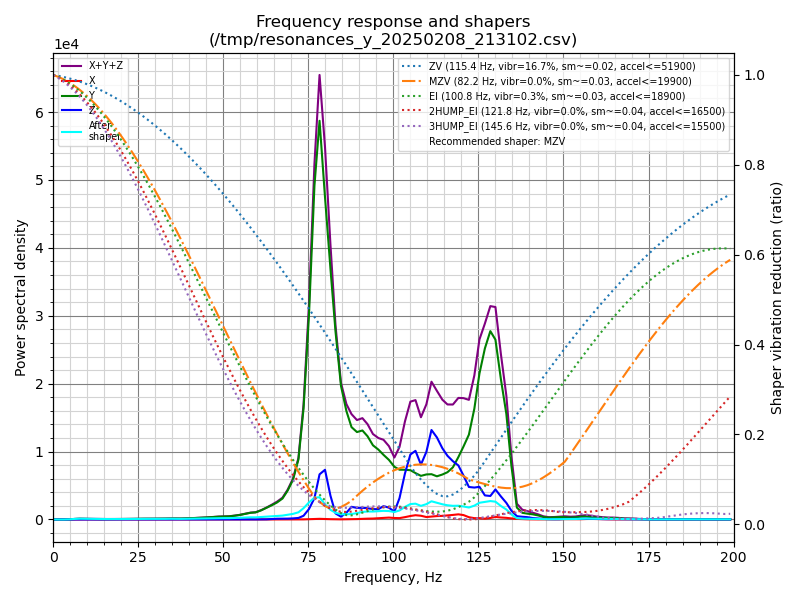 Frequency response and shapers
(/tmp/resonances_y_20250208_213102.csv)
1e4
X+Y+Z
X
Y
Z
After
shaper
ZV (115.4 Hz, vibr=16.7%, sm~=0.02, accel<=51900)
MZV (82.2 Hz, vibr=0.0%, sm~=0.03, accel<=19900)
EI (100.8 Hz, vibr=0.3%, sm~=0.03, accel<=18900)
2HUMP_EI (121.8 Hz, vibr=0.0%, sm~=0.04, accel<=16500)
3HUMP_EI (145.6 Hz, vibr=0.0%, sm~=0.04, accel<=15500)
Recommended shaper: MZV
Power spectral density
6
5
4
3
2
1
0
1.0
0.8
0.6
0.4
0.2
0.0
Shaper vibration reduction (ratio)
0 25 50 75 100 125 150 175 200
Frequency, Hz